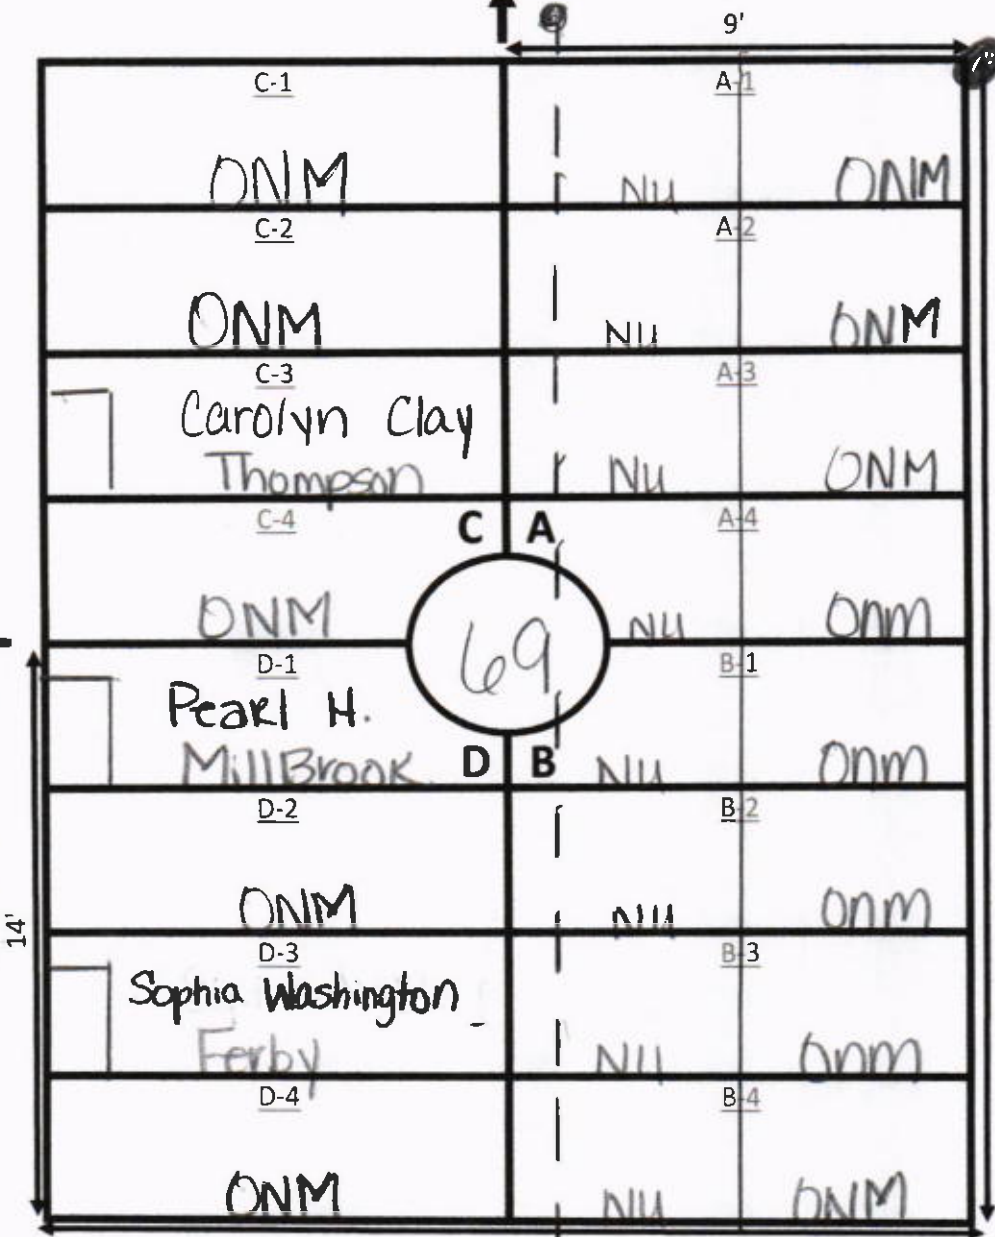 9'
C-1 A-1
ONM NU ONM
C-2 A-2
ONM NU ONM
C-3 A-3
Carolyn Clay
Thompson NU ONM
C-4 C A A-4
ONM NU Onm
69
D-1 B-1
Pearl H.
MillBrook D B NU Onm
D-2 B-2
ONM NU Onm
14'
D-3 B-3
Sophia Washington
Ferby NU Onm
D-4 B-4
ONM NU ONM